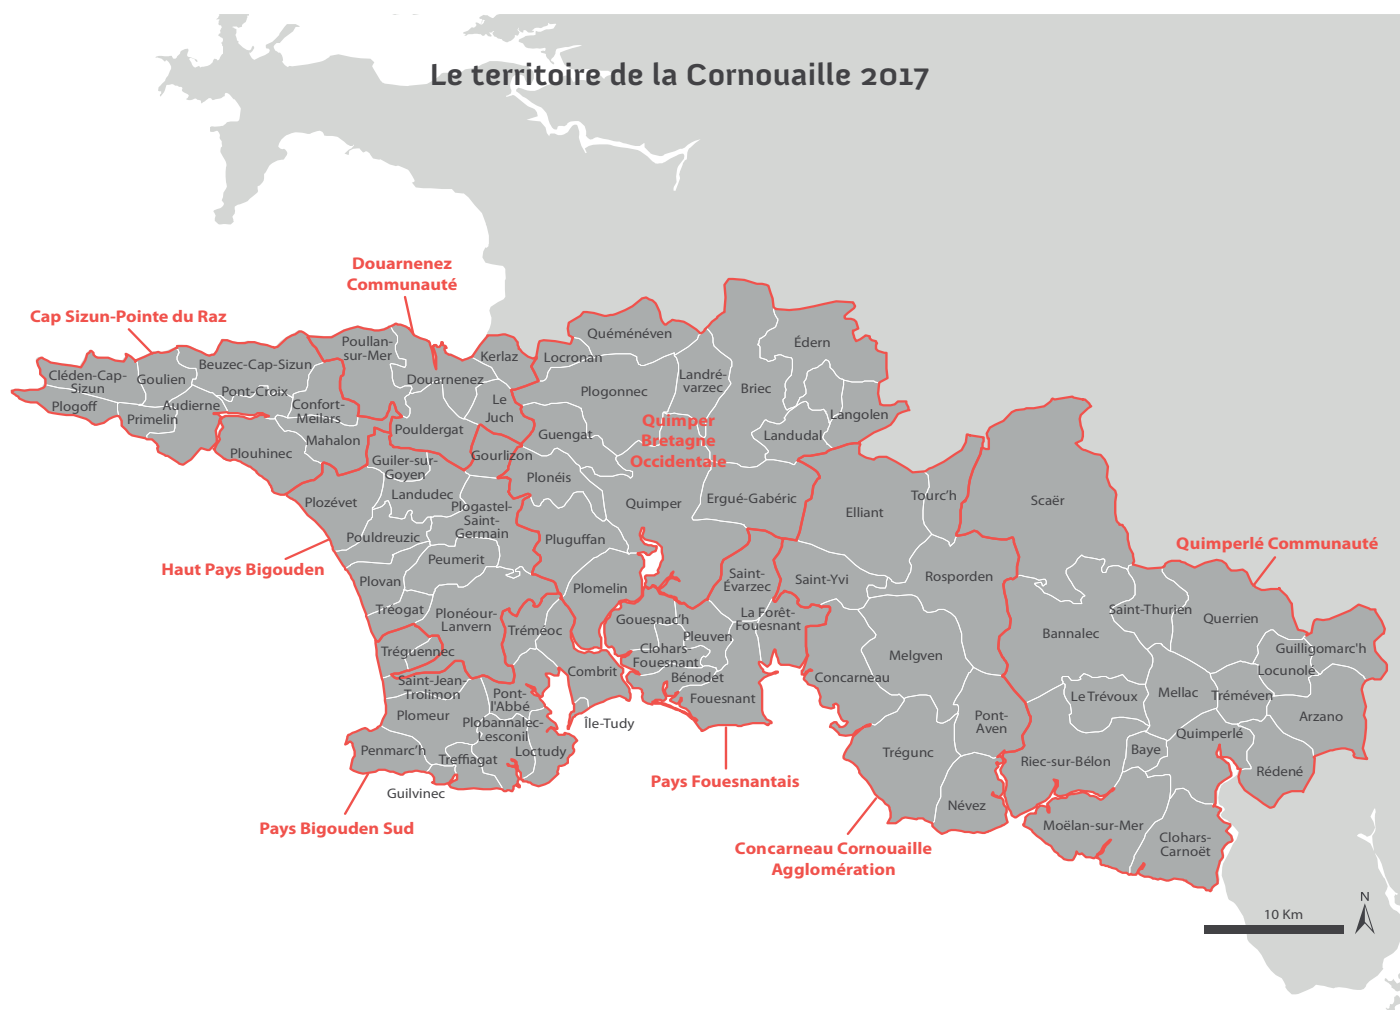 Le territoire de la Cornouaille 2017
Douarnenez
Communauté
Cap Sizun-Pointe du Raz
Quéménéven
Édern
Poullan-
sur-Mer
Kerlaz
Locronan
Beuzec-Cap-Sizun
Cléden-Cap-
Sizun
Goulien
Douarnenez
Landré-
varzec
Briec
Plogonnec
Pont-Croix
Plogoff
Audierne
Confort-
Meilars
Le
Juch
Langolen
Primelin
Quimper
Bretagne
Occidentale
Pouldergat
Guengat
Landudal
Mahalon
Plouhinec
Gourlizon
Guiler-sur-
Goyen
Plonéis
Landudec
Plozévet
Quimper
Ergué-Gabéric
Tourc'h
Elliant
Scaër
Plogastel-
Saint-
Germain
Pouldreuzic
Pluguffan
Quimperlé Communauté
Peumerit
Haut Pays Bigouden
Plovan
Plomelin
Saint-
Évarzec
Saint-Yvi
Rosporden
Tréogat
Plonéour-
Lanvern
Gouesnac'h
La Forêt-
Fouesnant
Saint-Thurien
Querrien
Tréméoc
Pleuven
Bannalec
Tréguennec
Clohars-
Fouesnant
Melgven
Guilligomarc'h
Combrit
Bénodet
Concarneau
Locunolé
Saint-Jean-
Trolimon
Pont-
l'Abbé
Fouesnant
Le Trévoux
Mellac
Tréméven
Plomeur
Plobannalec-
Lesconil
Île-Tudy
Pont-
Aven
Arzano
Quimperlé
Penmarc'h
Treffiagat
Loctudy
Trégunc
Riec-sur-Bélon
Baye
Rédené
Guilvinec
Pays Fouesnantais
Névez
Pays Bigouden Sud
Moëlan-sur-Mer
Clohars-
Carnoët
Concarneau Cornouaille
Agglomération
N
10 Km